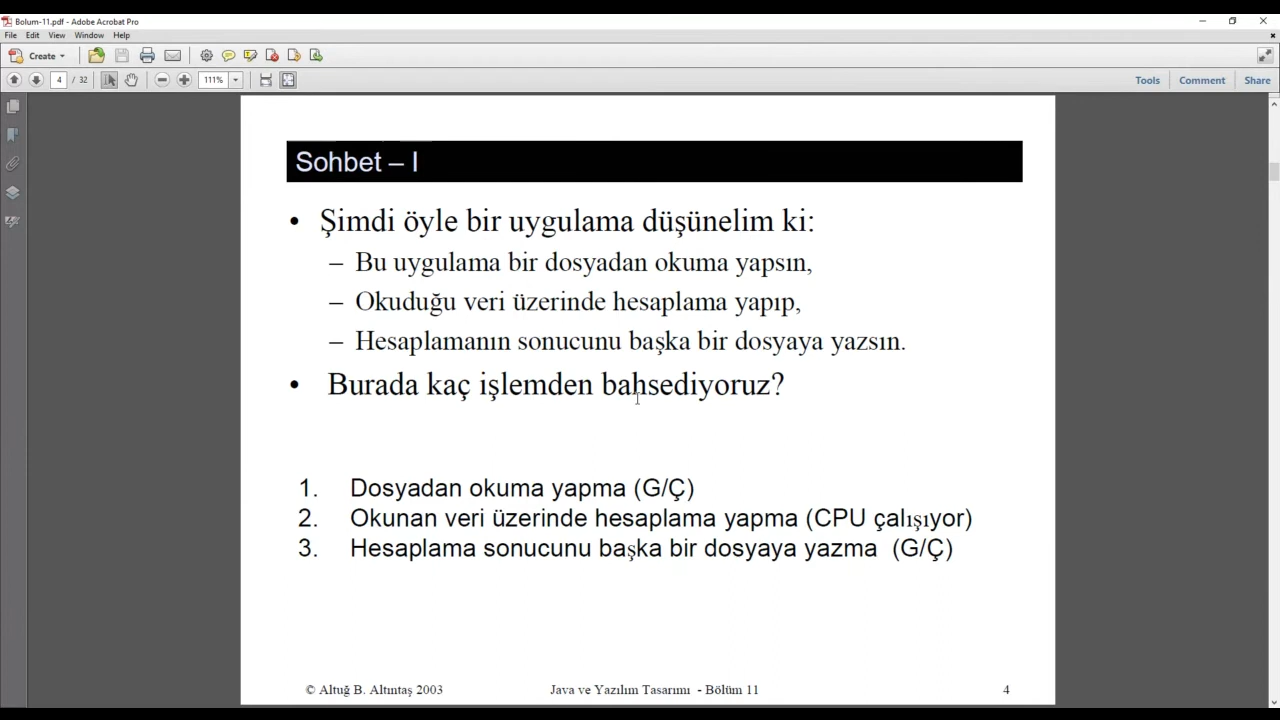 Bolum-11.pdf - Adobe Acrobat Pro
File Edit View Window Help
Create
4 / 32 111%
Tools Comment Share
Sohbet – I
• Şimdi öyle bir uygulama düşünelim ki:
– Bu uygulama bir dosyadan okuma yapsın,
– Okuduğu veri üzerinde hesaplama yapıp,
– Hesaplamanın sonucunu başka bir dosyaya yazsın.
• Burada kaç işlemden bahsediyoruz?
1. Dosyadan okuma yapma (G/Ç)
2. Okunan veri üzerinde hesaplama yapma (CPU çalışıyor)
3. Hesaplama sonucunu başka bir dosyaya yazma (G/Ç)
© Altuğ B. Altıntaş 2003 Java ve Yazılım Tasarımı - Bölüm 11 4